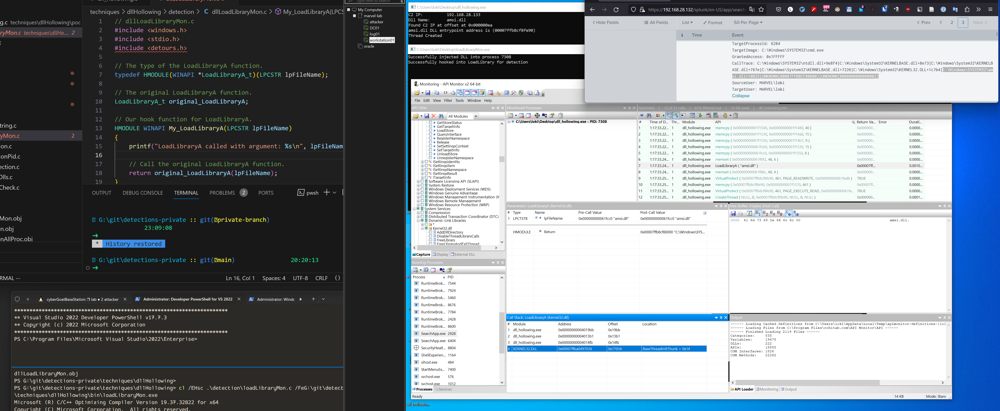 dll_hollowing.c
dllLoadLibraryMon.c
g.c techniques\dllHollowing\poc
ryMon.c techniques\dllHo... 2
tring.c
ryMon.c 2
ion.c
onPid.c
ection.c
Dlls.c
Check.c
Mon.obj
on.obj
onAllProc.obj
techniques > dllHollowing > detection > C dllLoadLibraryMon.c > My_LoadLibraryA(LPCS
1 // dllLoadLibraryMon.c
2 #include <windows.h>
3 #include <stdio.h>
4 #include <detours.h>
5
6 // The type of the LoadLibraryA function.
7 typedef HMODULE(WINAPI *LoadLibraryA_t)(LPCSTR lpFileName);
8
9 // The original LoadLibraryA function.
10 LoadLibraryA_t original_LoadLibraryA;
11
12 // Our hook function for LoadLibraryA.
13 HMODULE WINAPI My_LoadLibraryA(LPCSTR lpFileName)
14 {
15 printf("LoadLibraryA called with argument: %s\n", lpFileNam
16
17 // Call the original LoadLibraryA function.
18 return original_LoadLibraryA(lpFileName);
19 }
OUTPUT DEBUG CONSOLE TERMINAL PROBLEMS 2 PORTS pwsh
G:\git\detections-private :: git(private-branch)
23:09:08
➜
* History restored
G:\git\detections-private :: git(main) 20:20:13
➜
RMAL -- Ln 16, Col 1 Spaces: 4 UTF-8 CRLF {}
cyberGoatBaseStation ❐ lab ● 2 attacker Administrator: Developer PowerShell for VS 2022 Administrator: Windc
**********************************************************************
** Visual Studio 2022 Developer PowerShell v17.7.3
** Copyright (c) 2022 Microsoft Corporation
**********************************************************************
PS C:\Program Files\Microsoft Visual Studio\2022\Enterprise>
dllLoadLibraryMon.obj
PS G:\git\detections-private\techniques\dllHollowing>
PS G:\git\detections-private\techniques\dllHollowing> cl /EHsc .\detection\loadLibraryMon.c /FeG:\git\detect
\techniques\dllHollowing\bin\loadLibraryMon.exe
Microsoft (R) C/C++ Optimizing Compiler Version 19.37.32822 for x64
Copyright (C) Microsoft Corporation. All rights reserved.
Type here to search 6
My Computer
marvel-lab
attacker
DC01
log01
workstation01
oracle
C:\Users\loki\Desktop\dll_hollowing.exe
C2 IP: 192.168.28.133
Dll Name: amsi.dll
Found C2 IP at offset at 0x000000ea
amsi.dll DLL entrypoint address is (00007ffb8cf8fe90)
Thread Created
C:\Users\loki\Desktop\loadLibraryMon.exe
Successfully injected DLL into process 7308
Successfully hooked into LoadLibrary for detection
https://192.168.28.132/splunk/en-US/app/search
< Hide Fields All Fields List Format 50 Per Page < Prev 1 2 3 Next >
i Time Event
TargetProcessId: 6284
TargetImage: C:\Windows\SYSTEM32\cmd.exe
GrantedAccess: 0x1FFFFF
CallTrace: C:\Windows\SYSTEM32\ntdll.dll+9e8f4|C:\Windows\System32\KERNELBASE.dll+8e73|C:\Windows\System32\KERNELB
ASE.dll+767e|C:\Windows\System32\KERNELBASE.dll+7226|C:\Windows\System32\KERNEL32.DLL+1c7b4|C:\Windows\SYSTEM32\am
si.dll+10025|UNKNOWN(00007FFB8CF80000)|UNKNOWN(0000000000000002)
SourceUser: MARVEL\loki
TargetUser: MARVEL\loki
Collapse
Monitoring - API Monitor v2 64-bit
File Edit View Filter Tools Window Help
API Filter
All Modules
GetStoreStatus
GetTargetInfo
LoadStore
QueryInterface
RegisterNamespace
Release
SetSettingsContext
SetTargetInfo
UnloadStore
UnregisterNamespace
ISettingsIdentity
ISettingsItem
ISettingsNamespace
ISettingsResult
ITargetInfo
Software Licensing API (SLAPI)
System Restore
Windows Deployment Services (WDS)
Windows Genuine Advantage
Windows Management Instrumentation (V
Windows Remote Management
Windows Resource Protection (WRP)
System Services
Compression
Distributed Transaction Coordinator (DTC)
Dynamic-Link Libraries
*
Kernel32.dll
AddDllDirectory
DisableThreadLibraryCalls
FreeLibrary
FreeLibraryAndExitThread
Capture Display External DLL
Running Processes
Process PID
RuntimeBrok... 7544
RuntimeBrok... 7924
RuntimeBrok... 5460
RuntimeBrok... 8676
RuntimeBrok... 7784
RuntimeBrok... 2428
RuntimeBrok... 8600
SearchApp.exe 2928
SearchApp.exe 6404
SecurityHealt... 8804
ShellExperien... 1164
sihost.exe 484
StartMenuEx... 7400
svchost.exe 576
svchost.exe 1012
Processes Services
Ready
Monitored Processes
C:\Users\loki\Desktop\dll_hollowing.exe - PID: 7308
Summary | 12 of 31 calls | 61% filtered out | 14 KB used | dll_hollowing.exe
# Time of D... Thr... Module API Return Va... Error Durati...
1 1:17:33.22... 1 dll_hollowing.exe memcpy ( 0x00000000001f1500, 0x00000000001f1480, 40 ) 0x000000... 0.0000...
2 1:17:33.22... 1 dll_hollowing.exe memcpy ( 0x00000000001f1530, 0x00000000001f14a8, 15 ) 0x000000... 0.0000...
3 1:17:33.22... 1 dll_hollowing.exe memcpy ( 0x00000000001f1550, 0x00000000001f14b7, 9 ) 0x000000... 0.0000...
4 1:17:33.22... 1 dll_hollowing.exe memcpy ( 0x000000000061fcb0, 0x00000000001f1530, 15 ) 0x000000... 0.0000...
5 1:17:33.22... 1 dll_hollowing.exe memcpy ( 0x000000000061fcc0, 0x00000000001f1550, 8 ) 0x000000... 0.0000...
6 1:17:33.24... 1 dll_hollowing.exe memset ( 0x000000000061f892, 48, 6 ) 0x000000... 0.0000...
7 1:17:33.24... 1 dll_hollowing.exe LoadLibraryA ( "amsi.dll" ) 0x00007ff... 0.0010...
8 1:17:33.24... 1 dll_hollowing.exe memset ( 0x000000000061f88c, 48, 4 ) 0x000000... 0.0000...
9 1:17:33.25... 1 dll_hollowing.exe VirtualProtect ( 0x00007ffb8cf8fe90, 461, PAGE_READWRITE, 0x000000000061fad8 ) TRUE 0.0000...
10 1:17:33.25... 1 dll_hollowing.exe memcpy ( 0x00007ffb8cf8fe90, 0x00000000001f1570, 461 ) 0x00007ff... 0.0000...
11 1:17:33.25... 1 dll_hollowing.exe VirtualProtect ( 0x00007ffb8cf8fe90, 461, PAGE_EXECUTE_READ, 0x000000000061fa... TRUE 0.0000...
12 1:17:33.25... 1 dll_hollowing.exe CreateThread ( NULL, 0, 0x00007ffb8cf8fe90, NULL, 0, NULL ) 0x000000... 0.0001...
Parameters: LoadLibraryA (Kernel32.dll)
# Type Name Pre-Call Value Post-Call Value
1 LPCTSTR lpFileName 0x000000000061fcc0 "amsi.dll" 0x000000000061fcc0 "amsi.dll"
HMODULE Return 0x00007ffb8cf80000 "C:\Windows\SYS...
Hex Buffer: 9 bytes (Post-Call)
0000 61 6d 73 69 2e 64 6c 6c 00 amsi.dll.
Call Stack: LoadLibraryA (Kernel32.dll)
# Module Address Offset Location
1 dll_hollowing.exe 0x00000000004019bb 0x19bb
2 dll_hollowing.exe 0x00000000004013b1 0x13b1
3 dll_hollowing.exe 0x00000000004014fb 0x14fb
4 KERNEL32.DLL 0x00007ffba0497034 0x17034 BaseThreadInitThunk + 0x14
Output
------ Loading Cached Definitions from C:\Users\loki\AppData\Local\Temp\apimonitor-definitions-{1c1
------ Loading Files from C:\Program Files\rohitab.com\API Monitor\API ------
------ Finished Loading 2119 Files ------
Categories: 835
Variables: 19678
DLLs: 222
APIs: 15885
COM Interfaces: 1826
COM Methods: 22262
API Loader Monitoring Output
14 KB Mode: Stanc
dll_hollowin...